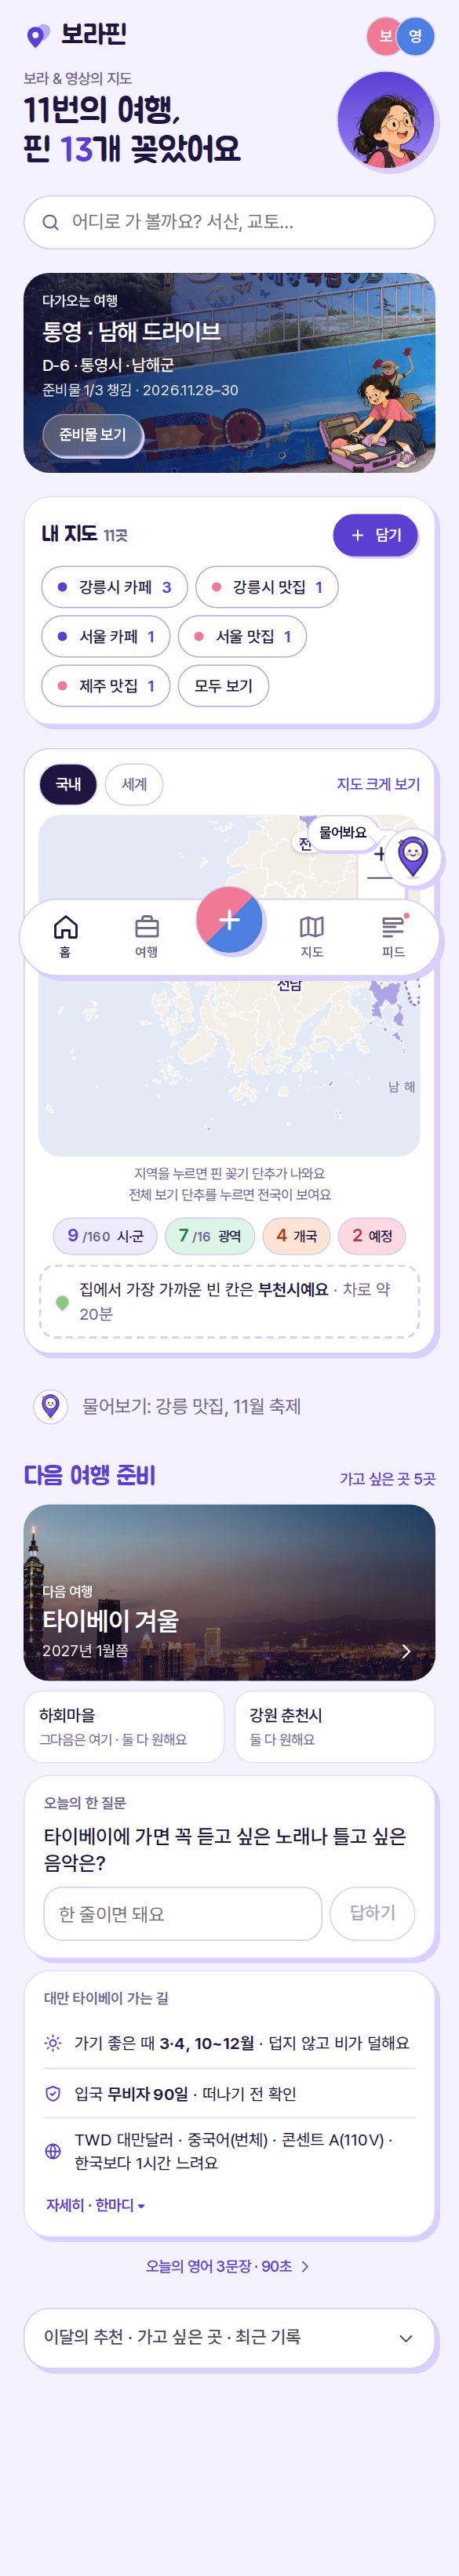 보라핀
보 영
보라 & 영상의 지도
11번의 여행,
핀 13개 꽂았어요
어디로 가 볼까요? 서산, 교토...
다가오는 여행
통영 · 남해 드라이브
D-6 · 통영시 · 남해군
준비물 1/3 챙김 · 2026.11.28–30
준비물 보기
내 지도 11곳
+ 담기
강릉시 카페 3
강릉시 맛집 1
서울 카페 1
서울 맛집 1
제주 맛집 1
모두 보기
국내
세계
지도 크게 보기
전
물어봐요
+
홈
여행
+
지도
피드
전남
남 해
지역을 누르면 핀 꽂기 단추가 나와요
전체 보기 단추를 누르면 전국이 보여요
9 /160 시·군
7 /16 광역
4 개국
2 예정
집에서 가장 가까운 빈 칸은 부천시예요 · 차로 약
20분
물어보기: 강릉 맛집, 11월 축제
다음 여행 준비
가고 싶은 곳 5곳
다음 여행
타이베이 겨울
2027년 1월쯤
하회마을
그다음은 여기 · 둘 다 원해요
강원 춘천시
둘 다 원해요
오늘의 한 질문
타이베이에 가면 꼭 듣고 싶은 노래나 틀고 싶은
음악은?
한 줄이면 돼요
답하기
대만 타이베이 가는 길
가기 좋은 때 3·4, 10~12월 · 덥지 않고 비가 덜해요
입국 무비자 90일 · 떠나기 전 확인
TWD 대만달러 · 중국어(번체) · 콘센트 A(110V) ·
한국보다 1시간 느려요
자세히 · 한마디
오늘의 영어 3문장 · 90초
이달의 추천 · 가고 싶은 곳 · 최근 기록